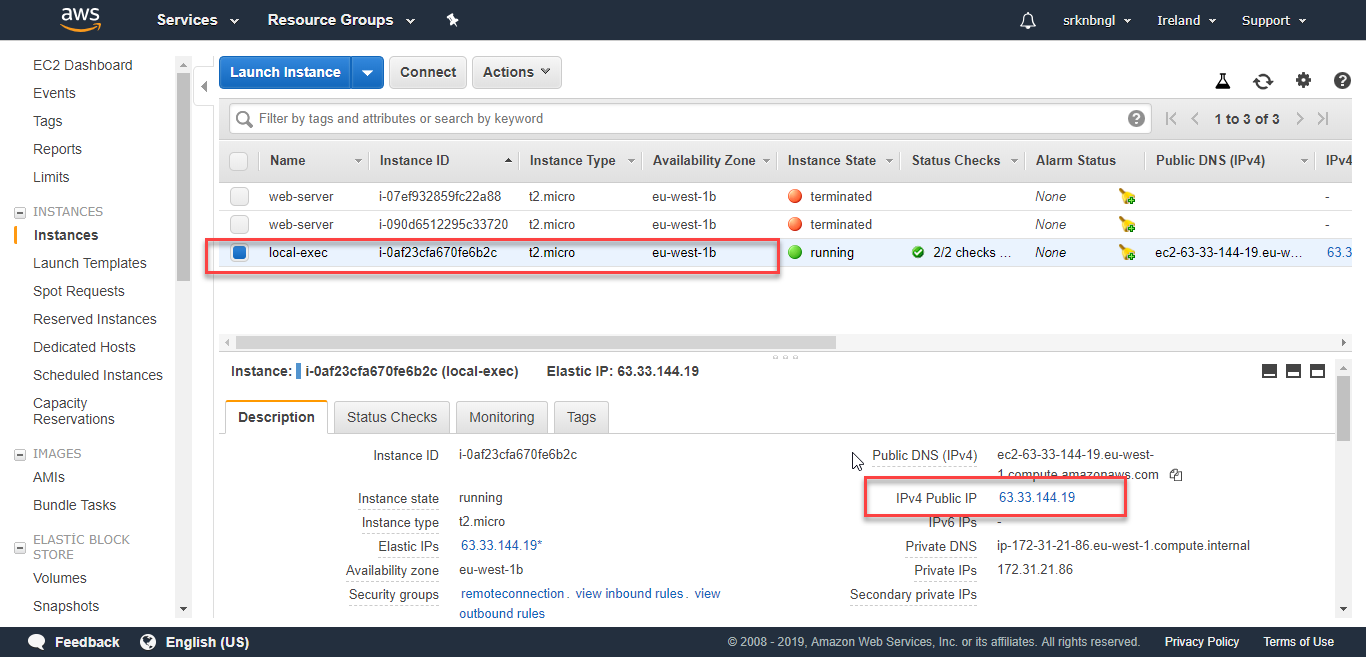 aws Services Resource Groups srknbngl Ireland Support
EC2 Dashboard
Events
Tags
Reports
Limits
INSTANCES
Instances
Launch Templates
Spot Requests
Reserved Instances
Dedicated Hosts
Scheduled Instances
Capacity
Reservations
IMAGES
AMIs
Bundle Tasks
ELASTİC BLOCK
STORE
Volumes
Snapshots
Launch Instance Connect Actions
Filter by tags and attributes or search by keyword ? 1 to 3 of 3
Name Instance ID Instance Type Availability Zone Instance State Status Checks Alarm Status Public DNS (IPv4) IPv4
web-server i-07ef932859fc22a88 t2.micro eu-west-1b terminated None -
web-server i-090d6512295c33720 t2.micro eu-west-1b terminated None -
local-exec i-0af23cfa670fe6b2c t2.micro eu-west-1b running 2/2 checks ... None ec2-63-33-144-19.eu-w... 63.3
Instance: i-0af23cfa670fe6b2c (local-exec) Elastic IP: 63.33.144.19
Description Status Checks Monitoring Tags
Instance ID i-0af23cfa670fe6b2c
Instance state running
Instance type t2.micro
Elastic IPs 63.33.144.19*
Availability zone eu-west-1b
Security groups remoteconnection . view inbound rules . view
outbound rules
Public DNS (IPv4) ec2-63-33-144-19.eu-west-
1.compute.amazonaws.com
IPv4 Public IP 63.33.144.19
IPv6 IPs -
Private DNS ip-172-31-21-86.eu-west-1.compute.internal
Private IPs 172.31.21.86
Secondary private IPs
Feedback English (US) © 2008 - 2019, Amazon Web Services, Inc. or its affiliates. All rights reserved. Privacy Policy Terms of Use